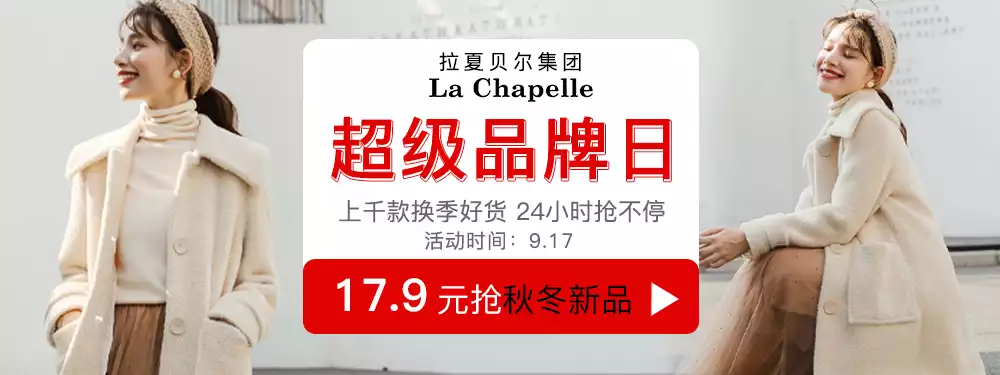 拉夏贝尔集团
La Chapelle
超级品牌日
上千款换季好货 24小时抢不停
活动时间：9.17
17.9 元抢秋冬新品